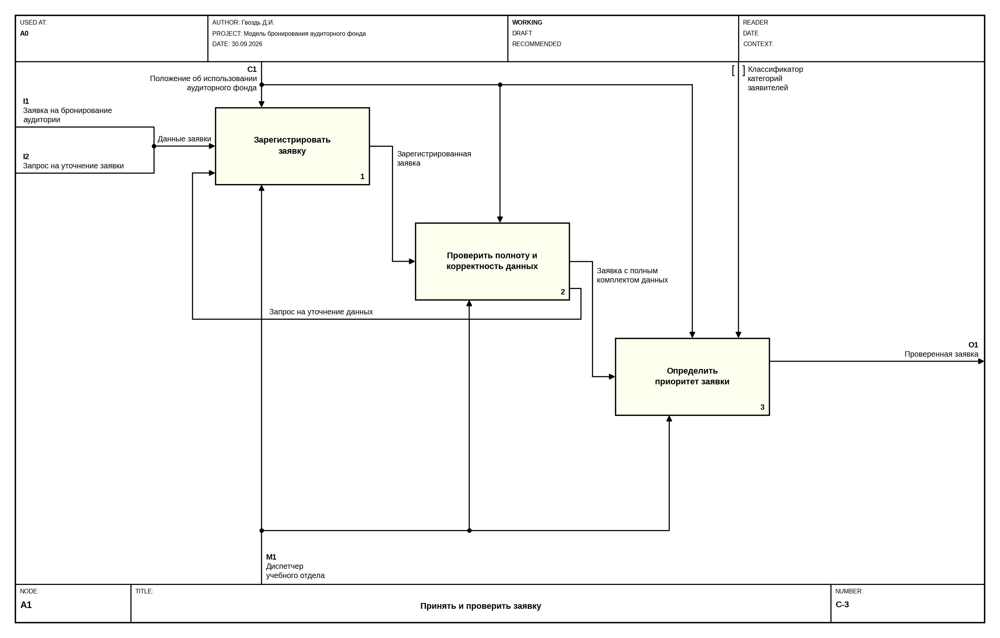 USED AT:
A0
AUTHOR: Гвоздь Д.И.
PROJECT: Модель бронирования аудиторного фонда
DATE: 30.09.2026
WORKING
DRAFT
RECOMMENDED
READER
DATE
CONTEXT:
C1
Положение об использовании
аудиторного фонда
[ ] Классификатор
категорий
заявителей
I1
Заявка на бронирование
аудитории
Данные заявки
I2
Запрос на уточнение заявки
Зарегистрировать
заявку
1
Зарегистрированная
заявка
Проверить полноту и
корректность данных
2
Заявка с полным
комплектом данных
Запрос на уточнение данных
Определить
приоритет заявки
3
O1
Проверенная заявка
M1
Диспетчер
учебного отдела
NODE:
A1
TITLE:
Принять и проверить заявку
NUMBER:
C-3